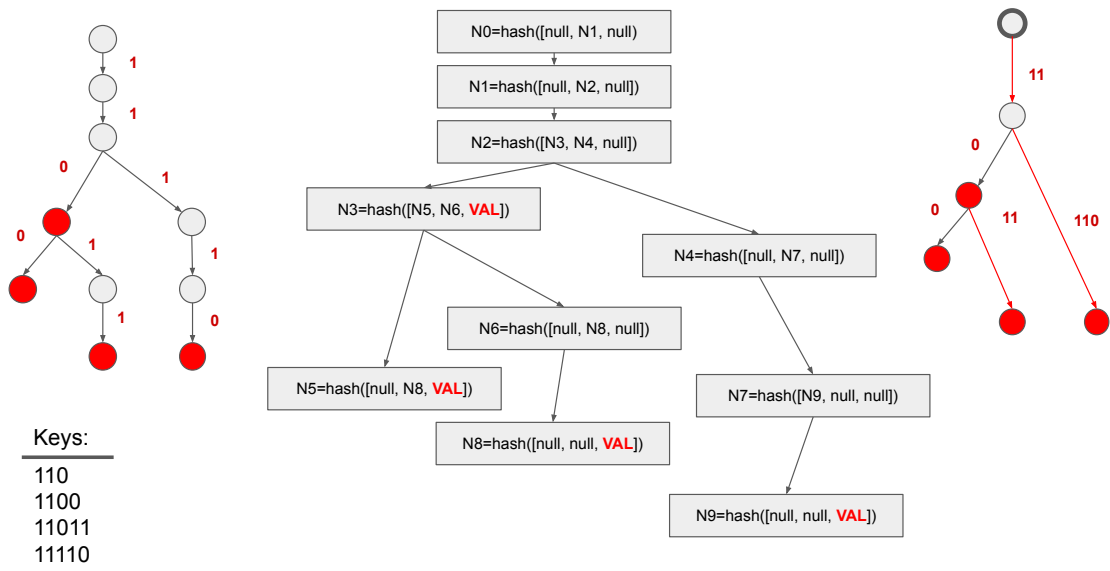 1
1
0
1
0
1
1
1
0
Keys:
110
1100
11011
11110
N0=hash([null, N1, null)
N1=hash([null, N2, null])
N2=hash([N3, N4, null])
N3=hash([N5, N6, VAL])
N4=hash([null, N7, null])
N6=hash([null, N8, null])
N5=hash([null, N8, VAL])
N7=hash([N9, null, null])
N8=hash([null, null, VAL])
N9=hash([null, null, VAL])
11
0
0
11
110